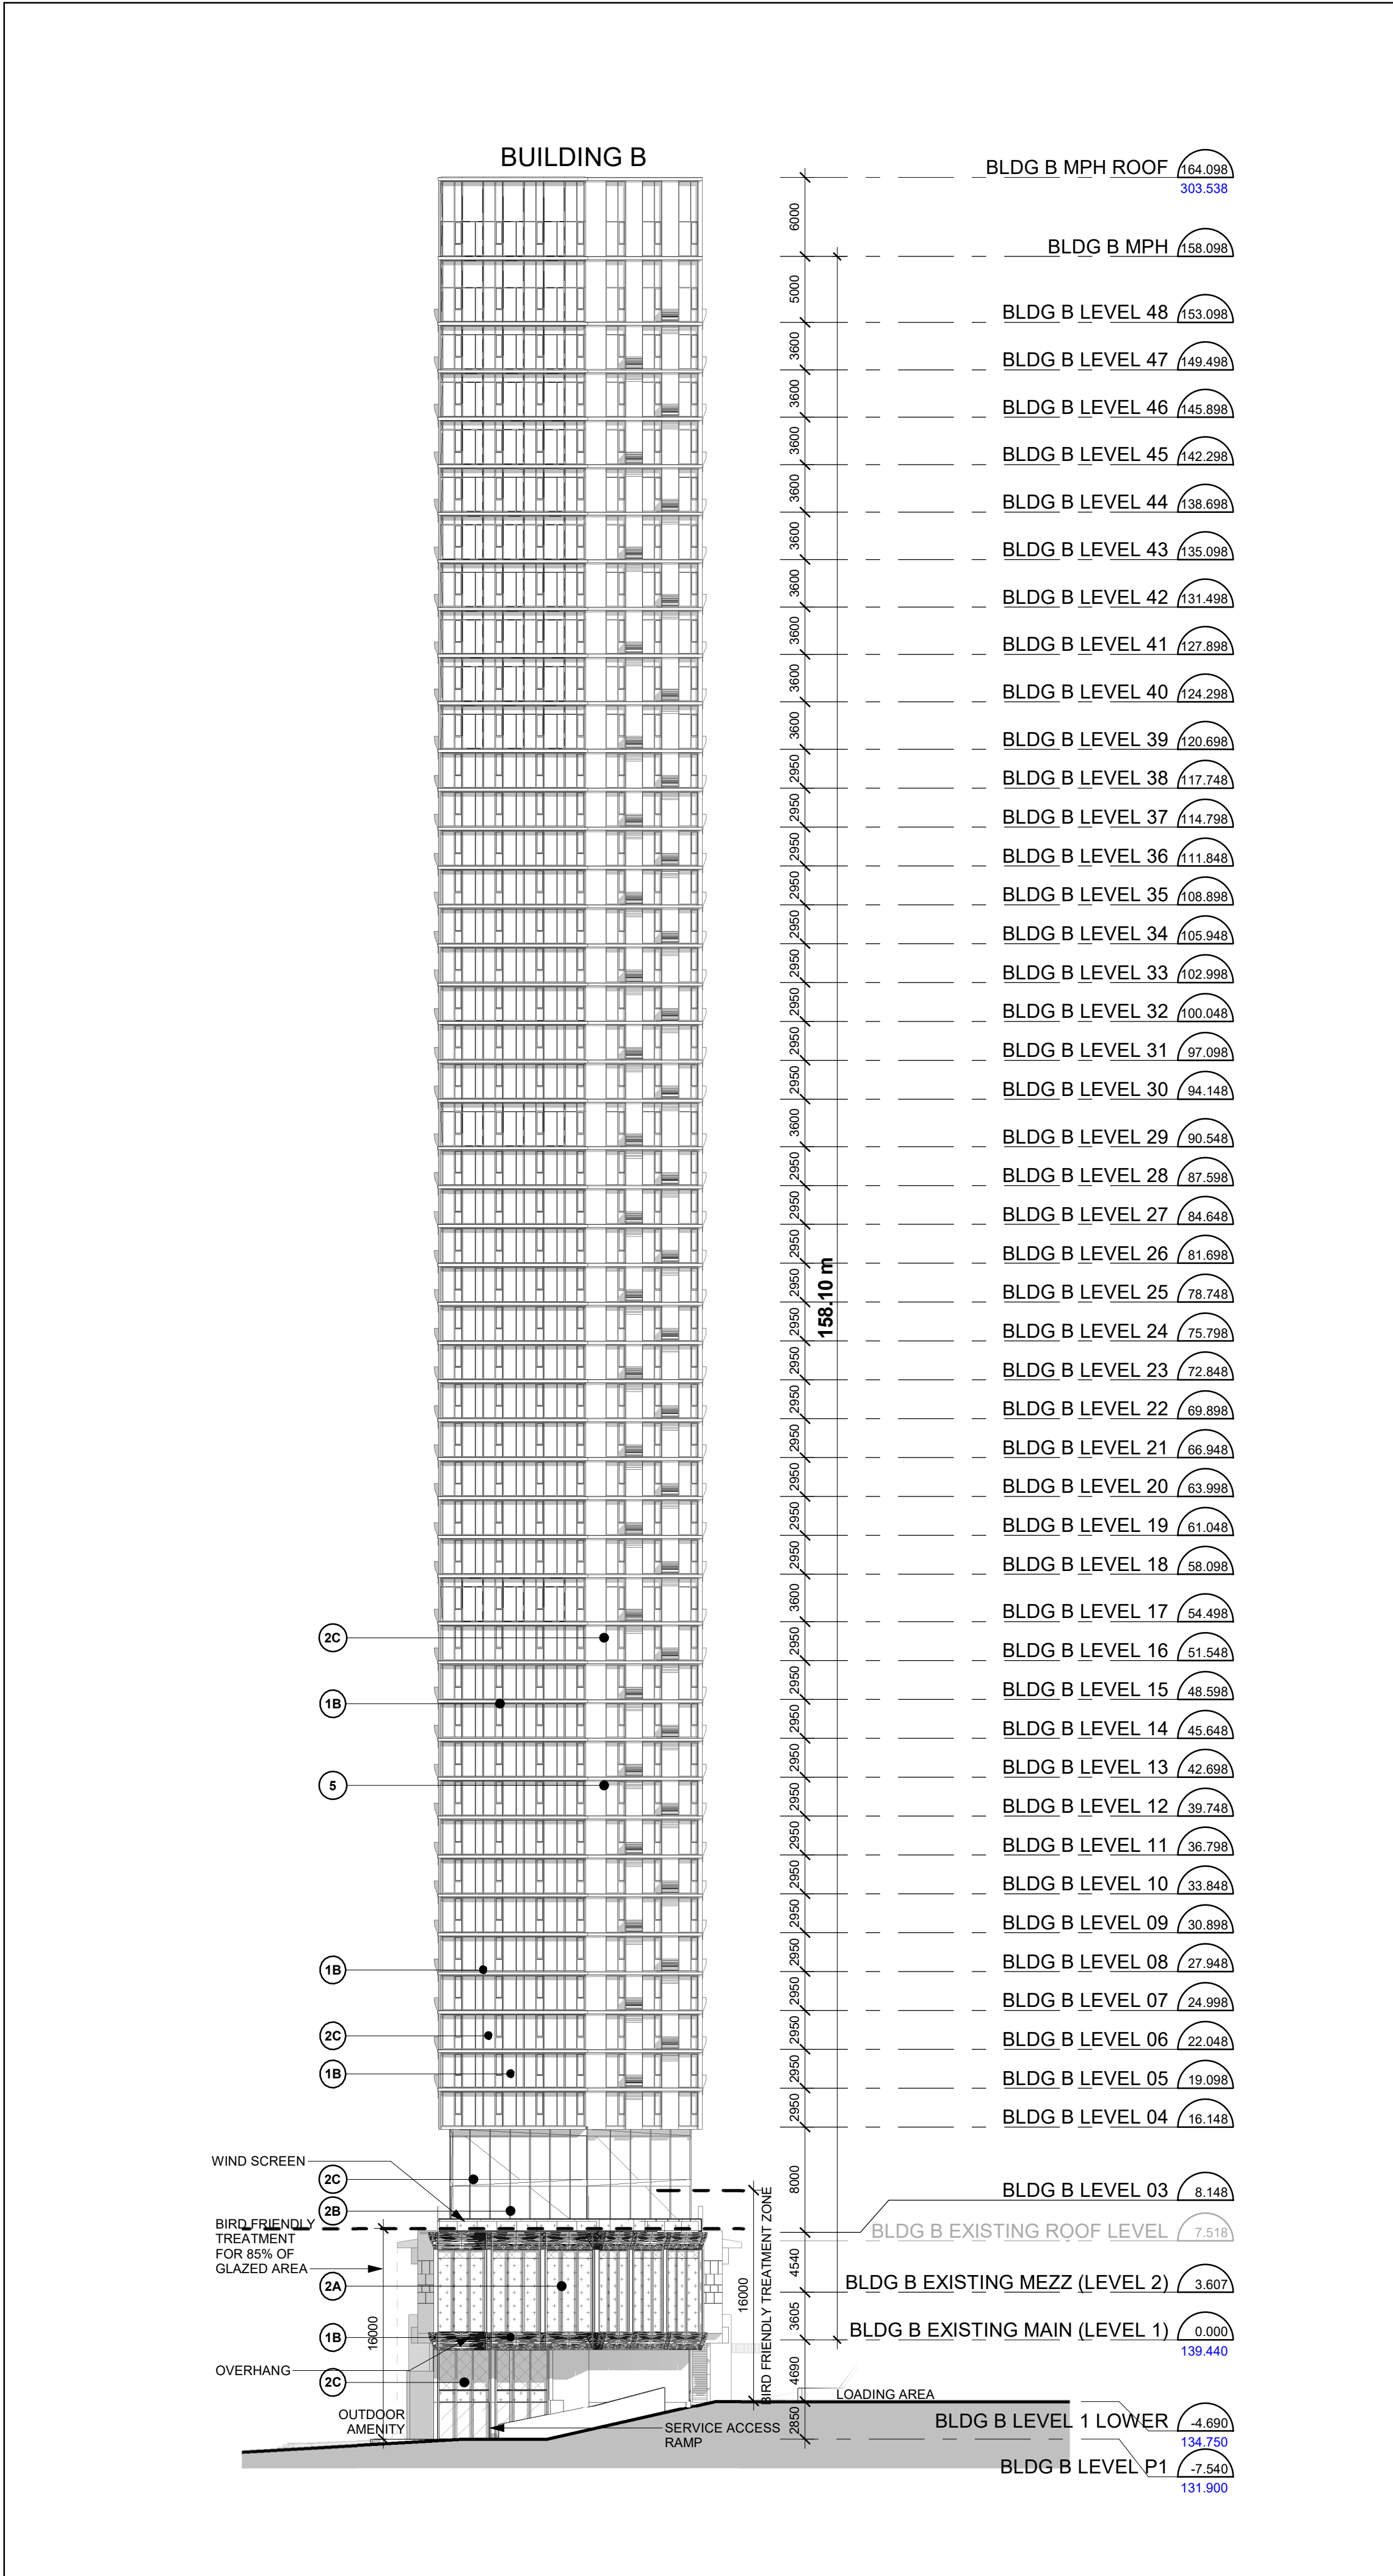 BUILDING B
BLDG B MPH ROOF 164.098
303.538
6000
BLDG B MPH 158.098
5000
BLDG B LEVEL 48 153.098
3600
BLDG B LEVEL 47 149.498
3600
BLDG B LEVEL 46 145.898
3600
BLDG B LEVEL 45 142.298
3600
BLDG B LEVEL 44 138.698
3600
BLDG B LEVEL 43 135.098
3600
BLDG B LEVEL 42 131.498
3600
BLDG B LEVEL 41 127.898
3600
BLDG B LEVEL 40 124.298
3600
BLDG B LEVEL 39 120.698
2950
BLDG B LEVEL 38 117.748
2950
BLDG B LEVEL 37 114.798
2950
BLDG B LEVEL 36 111.848
2950
BLDG B LEVEL 35 108.898
2950
BLDG B LEVEL 34 105.948
2950
BLDG B LEVEL 33 102.998
2950
BLDG B LEVEL 32 100.048
2950
BLDG B LEVEL 31 97.098
2950
BLDG B LEVEL 30 94.148
3600
BLDG B LEVEL 29 90.548
2950
BLDG B LEVEL 28 87.598
2950
BLDG B LEVEL 27 84.648
2950
BLDG B LEVEL 26 81.698
2950
BLDG B LEVEL 25 78.748
158.10 m
2950
BLDG B LEVEL 24 75.798
2950
BLDG B LEVEL 23 72.848
2950
BLDG B LEVEL 22 69.898
2950
BLDG B LEVEL 21 66.948
2950
BLDG B LEVEL 20 63.998
2950
BLDG B LEVEL 19 61.048
2950
BLDG B LEVEL 18 58.098
3600
BLDG B LEVEL 17 54.498
2C
2950
BLDG B LEVEL 16 51.548
2950
BLDG B LEVEL 15 48.598
1B
2950
BLDG B LEVEL 14 45.648
2950
BLDG B LEVEL 13 42.698
5
2950
BLDG B LEVEL 12 39.748
2950
BLDG B LEVEL 11 36.798
2950
BLDG B LEVEL 10 33.848
2950
BLDG B LEVEL 09 30.898
2950
BLDG B LEVEL 08 27.948
1B
2950
BLDG B LEVEL 07 24.998
2950
BLDG B LEVEL 06 22.048
2C
2950
BLDG B LEVEL 05 19.098
1B
2950
BLDG B LEVEL 04 16.148
WIND SCREEN
2C
8000
BLDG B LEVEL 03 8.148
2B
BIRD FRIENDLY
TREATMENT
FOR 85% OF
GLAZED AREA
BLDG B EXISTING ROOF LEVEL 7.518
4540
2A
BLDG B EXISTING MEZZ (LEVEL 2) 3.607
16000
BIRD FRIENDLY TREATMENT ZONE
3605
1B
16000
BLDG B EXISTING MAIN (LEVEL 1) 0.000
139.440
OVERHANG
4690
2C
LOADING AREA
OUTDOOR
AMENITY
SERVICE ACCESS
RAMP
2850
BLDG B LEVEL 1 LOWER -4.690
134.750
BLDG B LEVEL P1 -7.540
131.900